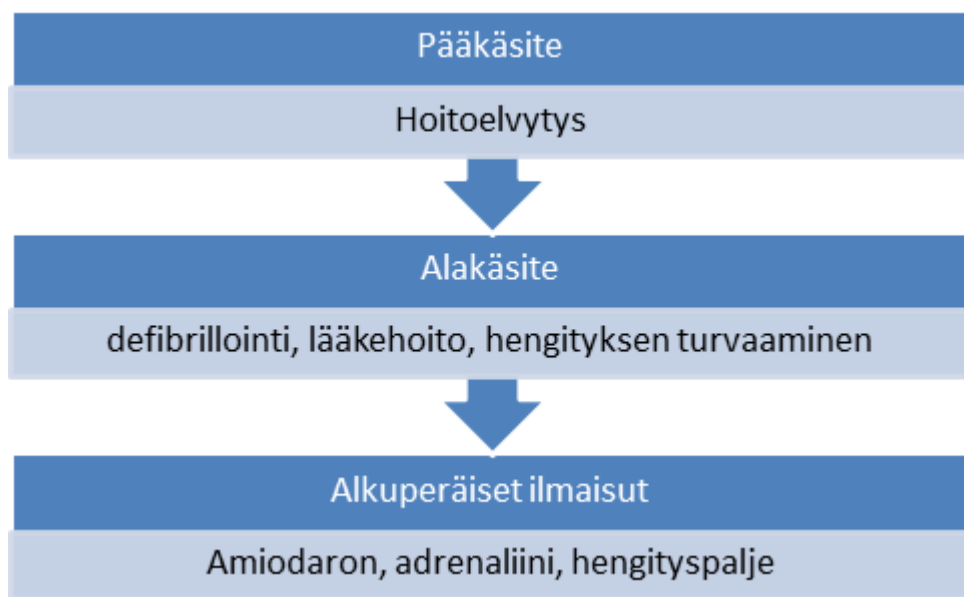 Pääkäsite
Hoitoelvytys
Alakäsite
defibrillointi, lääkehoito, hengityksen turvaaminen
Alkuperäiset ilmaisut
Amiodaron, adrenaliini, hengityspalje